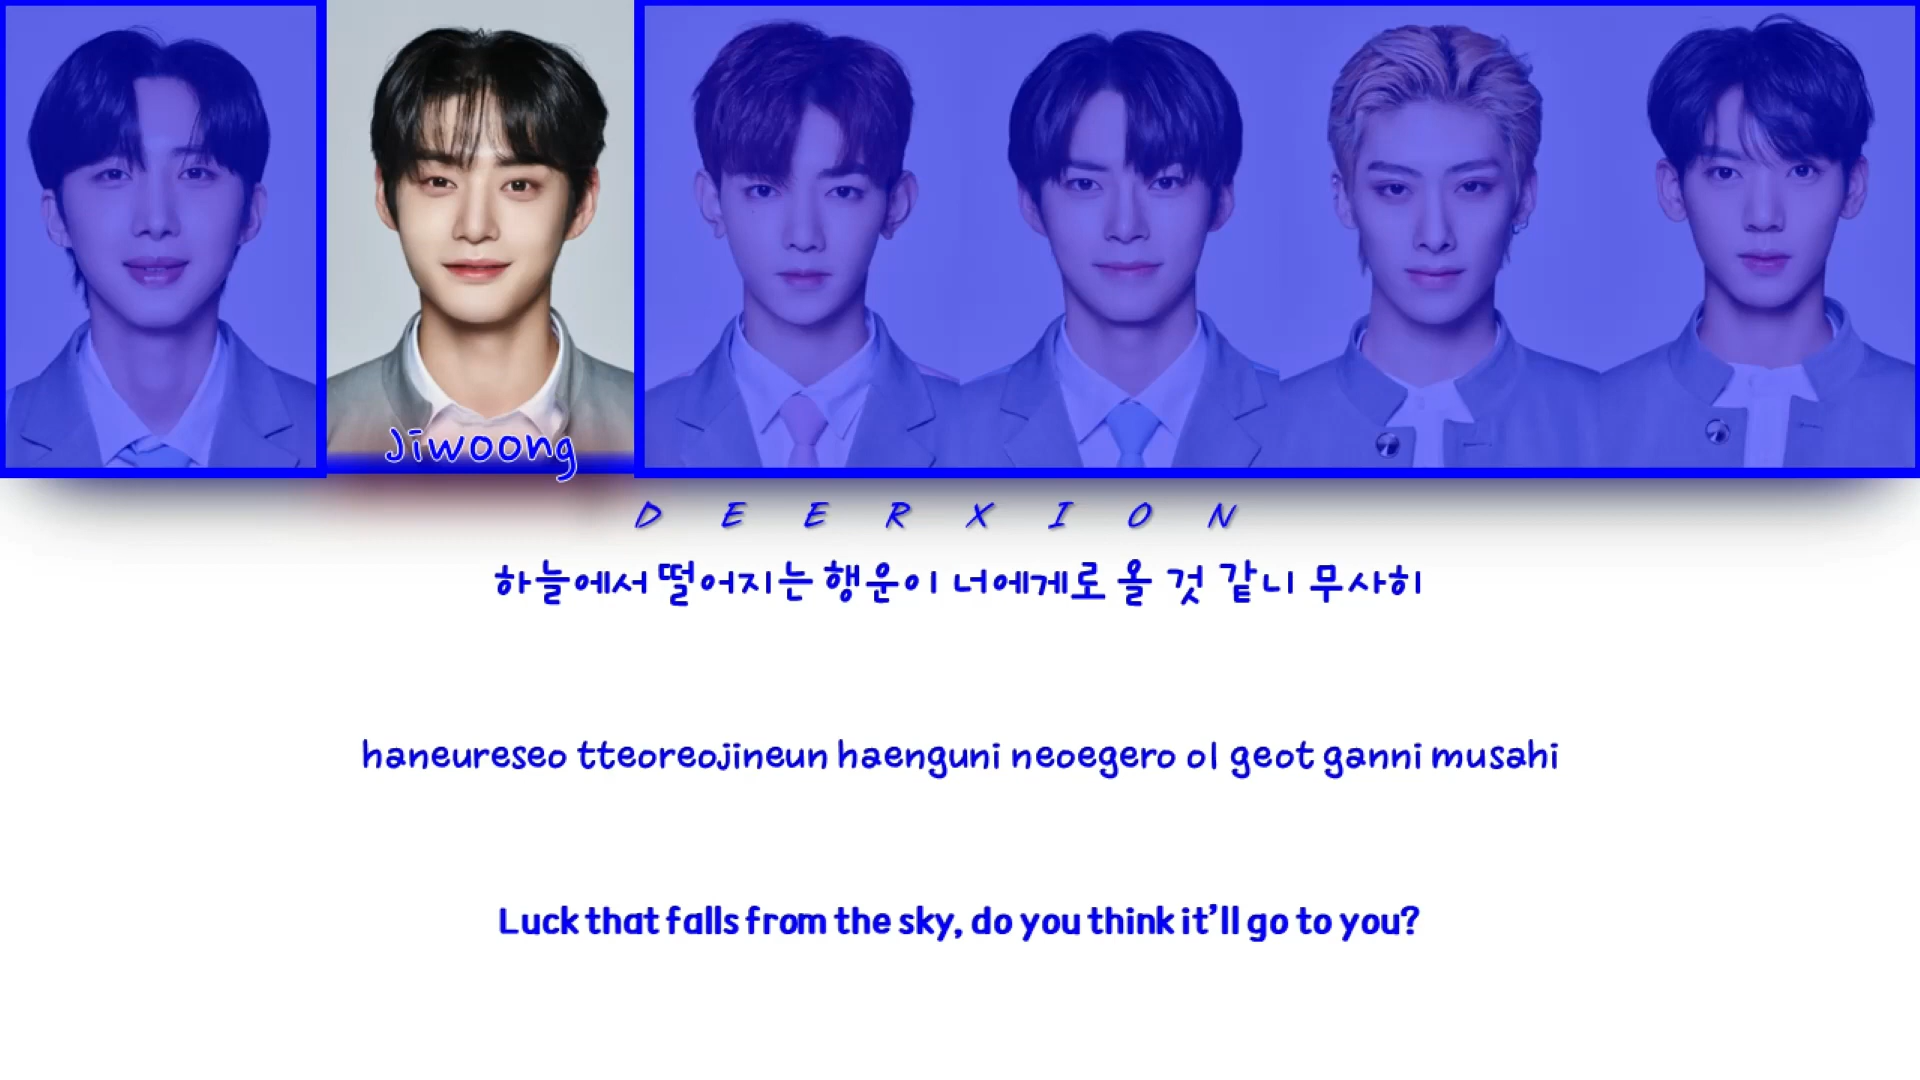 Jiwoong
DEERXION
하늘에서 떨어지는 행운이 너에게로 올 것 같니 무사히
haneureseo tteoreojineun haenguni neoegero ol geot ganni musahi
Luck that falls from the sky, do you think it'll go to you?